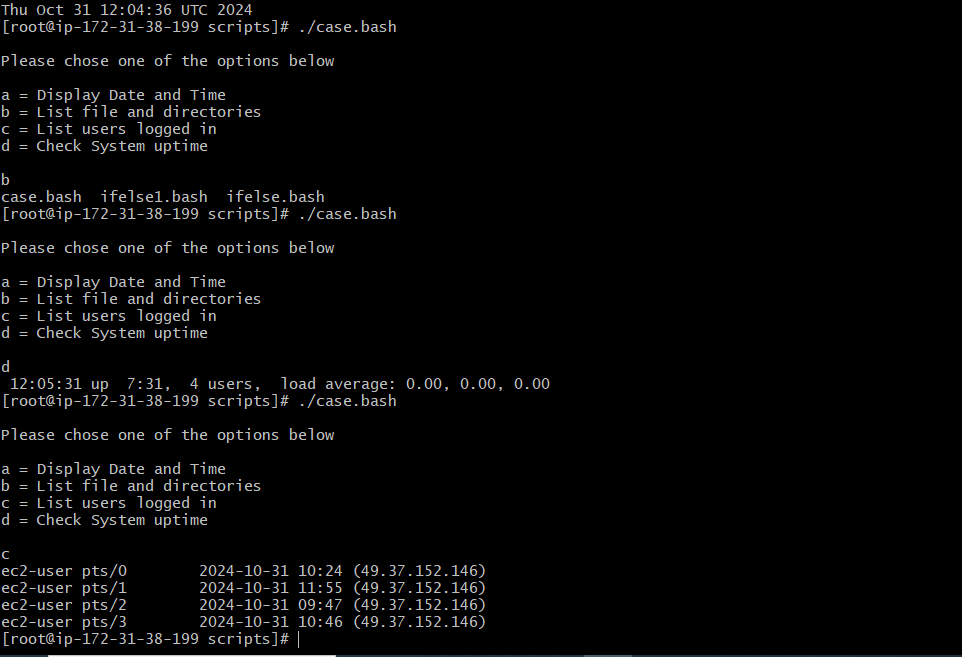 Thu Oct 31 12:04:36 UTC 2024
[root@ip-172-31-38-199 scripts]# ./case.bash
Please chose one of the options below
a = Display Date and Time
b = List file and directories
c = List users logged in
d = Check System uptime
b
case.bash  ifelse1.bash  ifelse.bash
[root@ip-172-31-38-199 scripts]# ./case.bash
Please chose one of the options below
a = Display Date and Time
b = List file and directories
c = List users logged in
d = Check System uptime
d
 12:05:31 up  7:31,  4 users,  load average: 0.00, 0.00, 0.00
[root@ip-172-31-38-199 scripts]# ./case.bash
Please chose one of the options below
a = Display Date and Time
b = List file and directories
c = List users logged in
d = Check System uptime
c
ec2-user pts/0        2024-10-31 10:24 (49.37.152.146)
ec2-user pts/1        2024-10-31 11:55 (49.37.152.146)
ec2-user pts/2        2024-10-31 09:47 (49.37.152.146)
ec2-user pts/3        2024-10-31 10:46 (49.37.152.146)
[root@ip-172-31-38-199 scripts]#